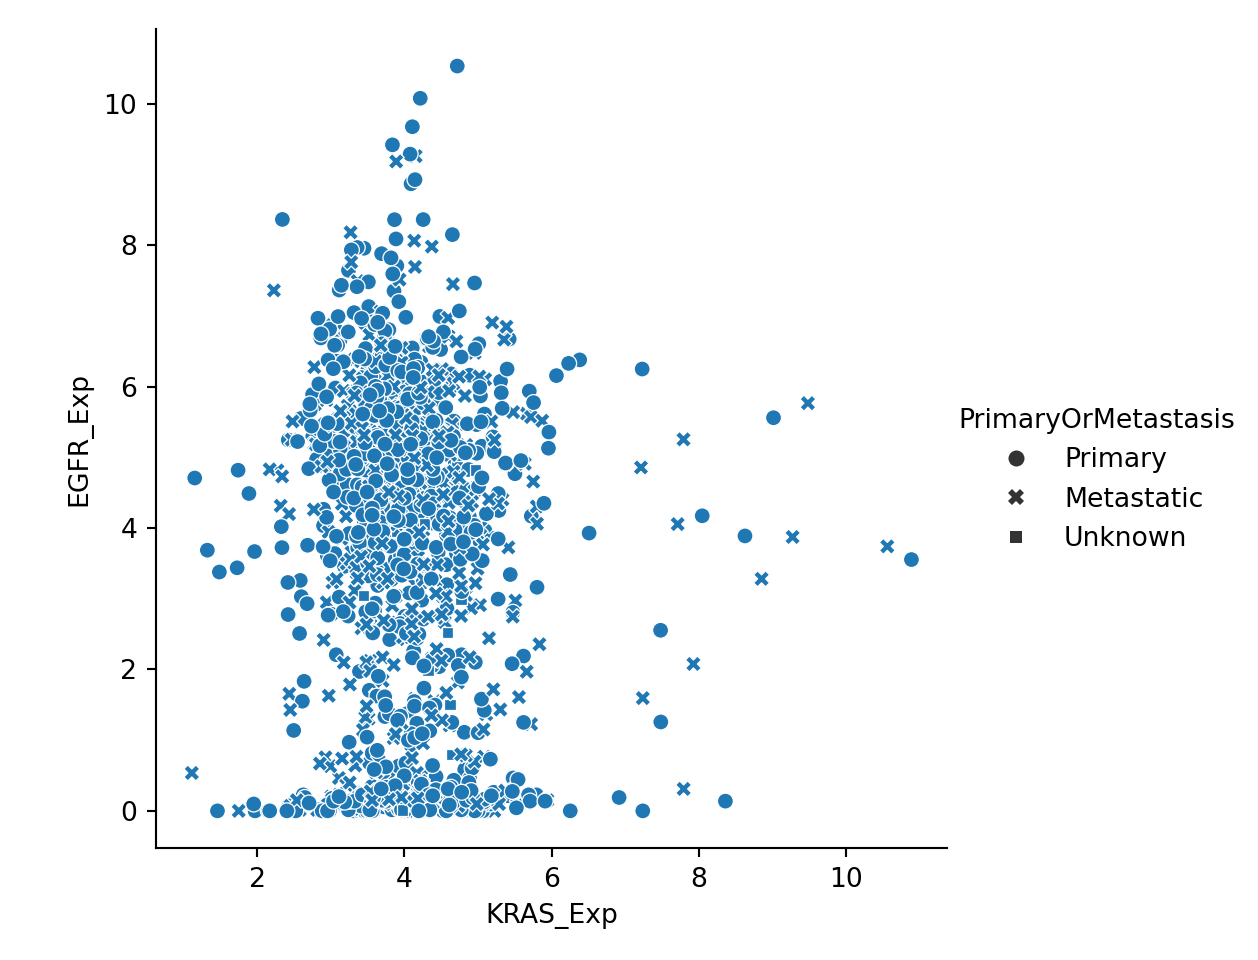 10
8
6
4
2
0
EGFR_Exp
2 4 6 8 10
KRAS_Exp
PrimaryOrMetastasis
Primary
Metastatic
Unknown